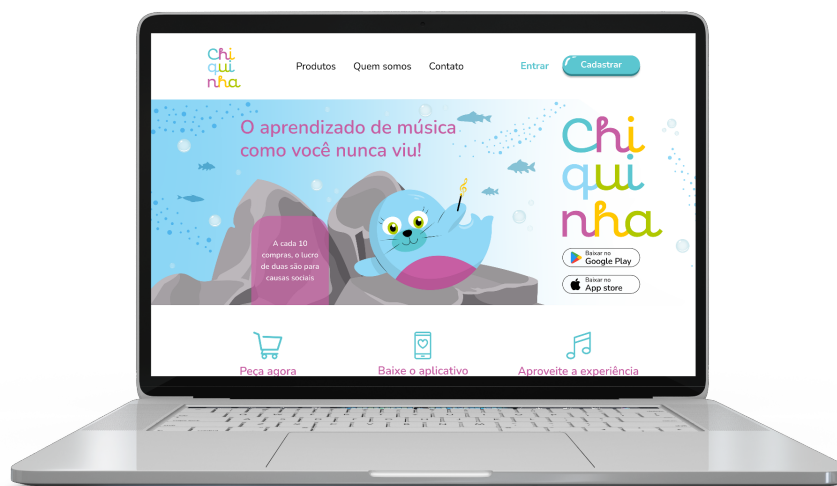 Chi
qui
nha
Produtos Quem somos Contato Entrar Cadastrar
O aprendizado de música
como você nunca viu!
A cada 10
compras, o lucro
de duas são para
causas sociais
Chi
qui
nha
Baixar no
Google Play
Baixar no
App store
Peça agora Baixe o aplicativo Aproveite a experiência